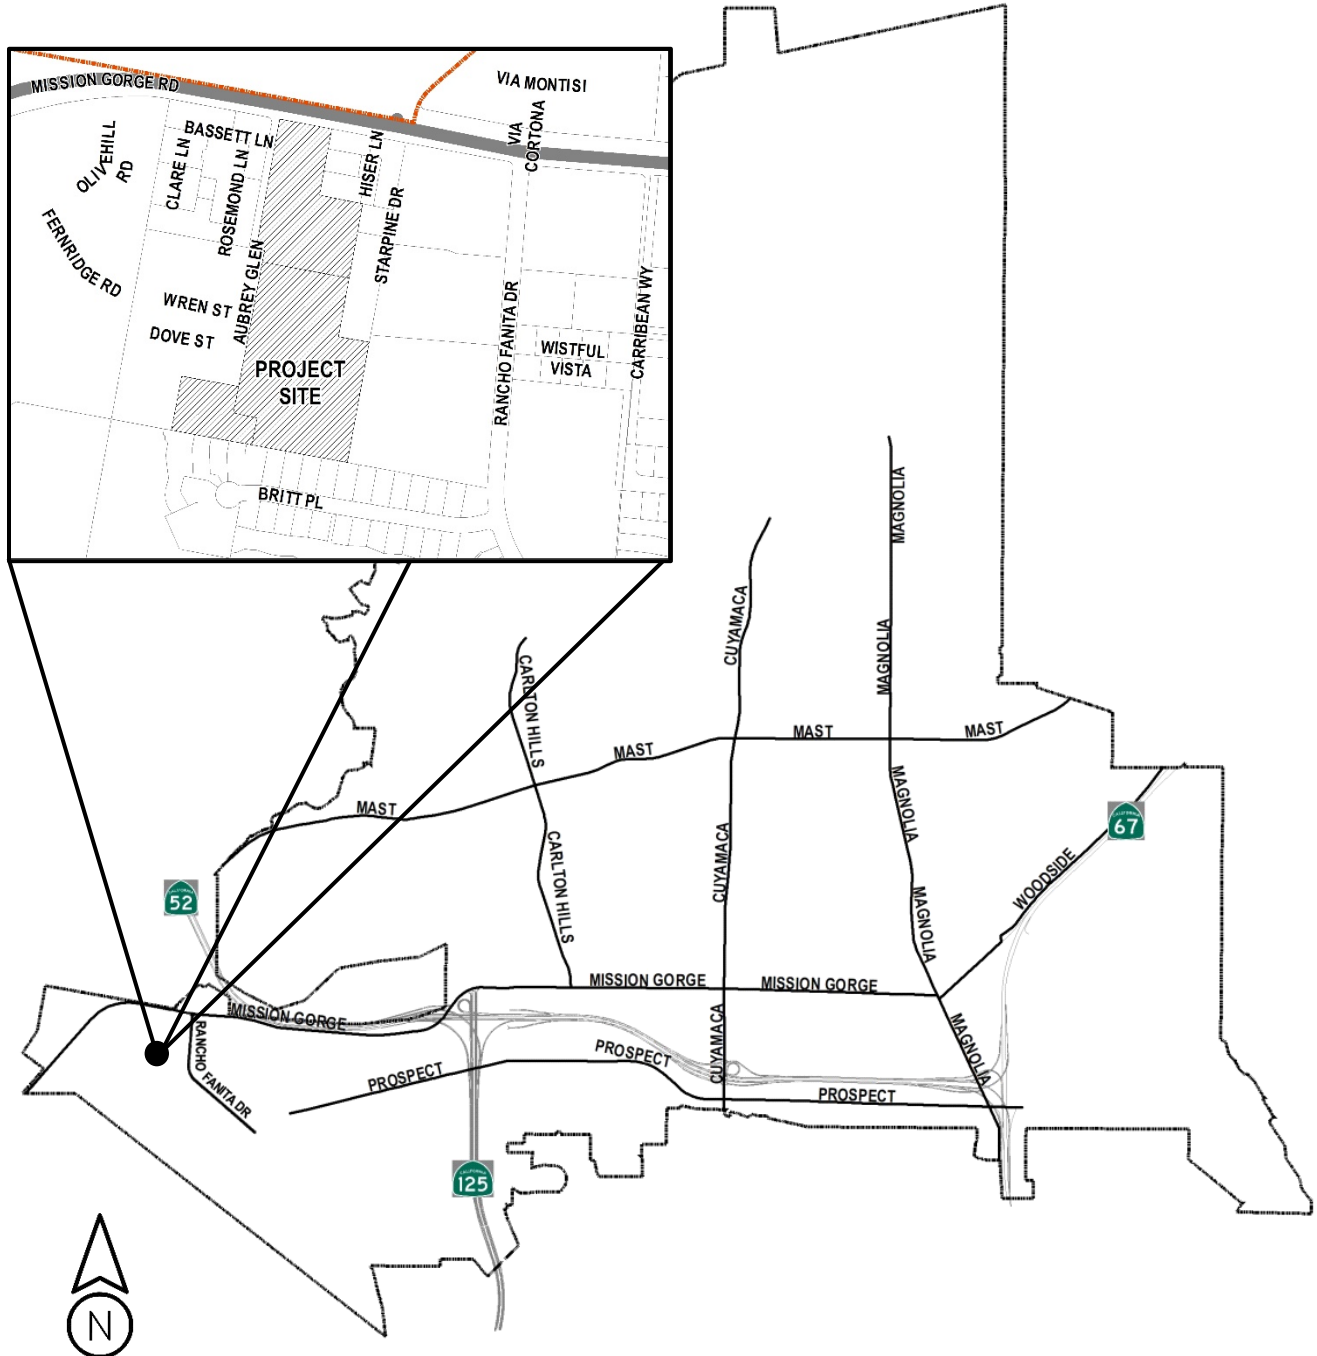 MISSION GORGE RD
VIA MONTISI
VIA
CORTONA
BASSETT LN
OLIVEHILL
RD
CLARE LN
ROSEMOND LN
HISER LN
STARPINE DR
FERNRIDGE RD
AUBREY GLEN
WREN ST
DOVE ST
RANCHO FANITA DR
CARRIBEAN WY
WISTFUL
VISTA
PROJECT
SITE
BRITT PL
MAGNOLIA
CUYAMACA
MAGNOLIA
CARLTON HILLS
MAST
MAST
MAST
MAST
MAGNOLIA
CALIFORNIA
67
CARLTON HILLS
CUYAMACA
WOODSIDE
CALIFORNIA
52
MAGNOLIA
MISSION GORGE
MISSION GORGE
MISSION GORGE
RANCHO FANITA DR
CUYAMACA
MAGNOLIA
PROSPECT
PROSPECT
PROSPECT
CALIFORNIA
125
N